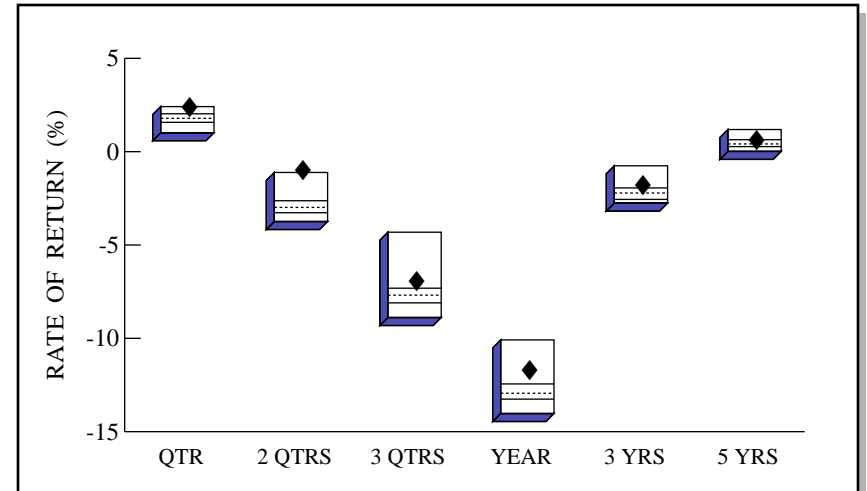 RATE OF RETURN (%)
5
0
-5
-10
-15
QTR 2 QTRS 3 QTRS YEAR 3 YRS 5 YRS